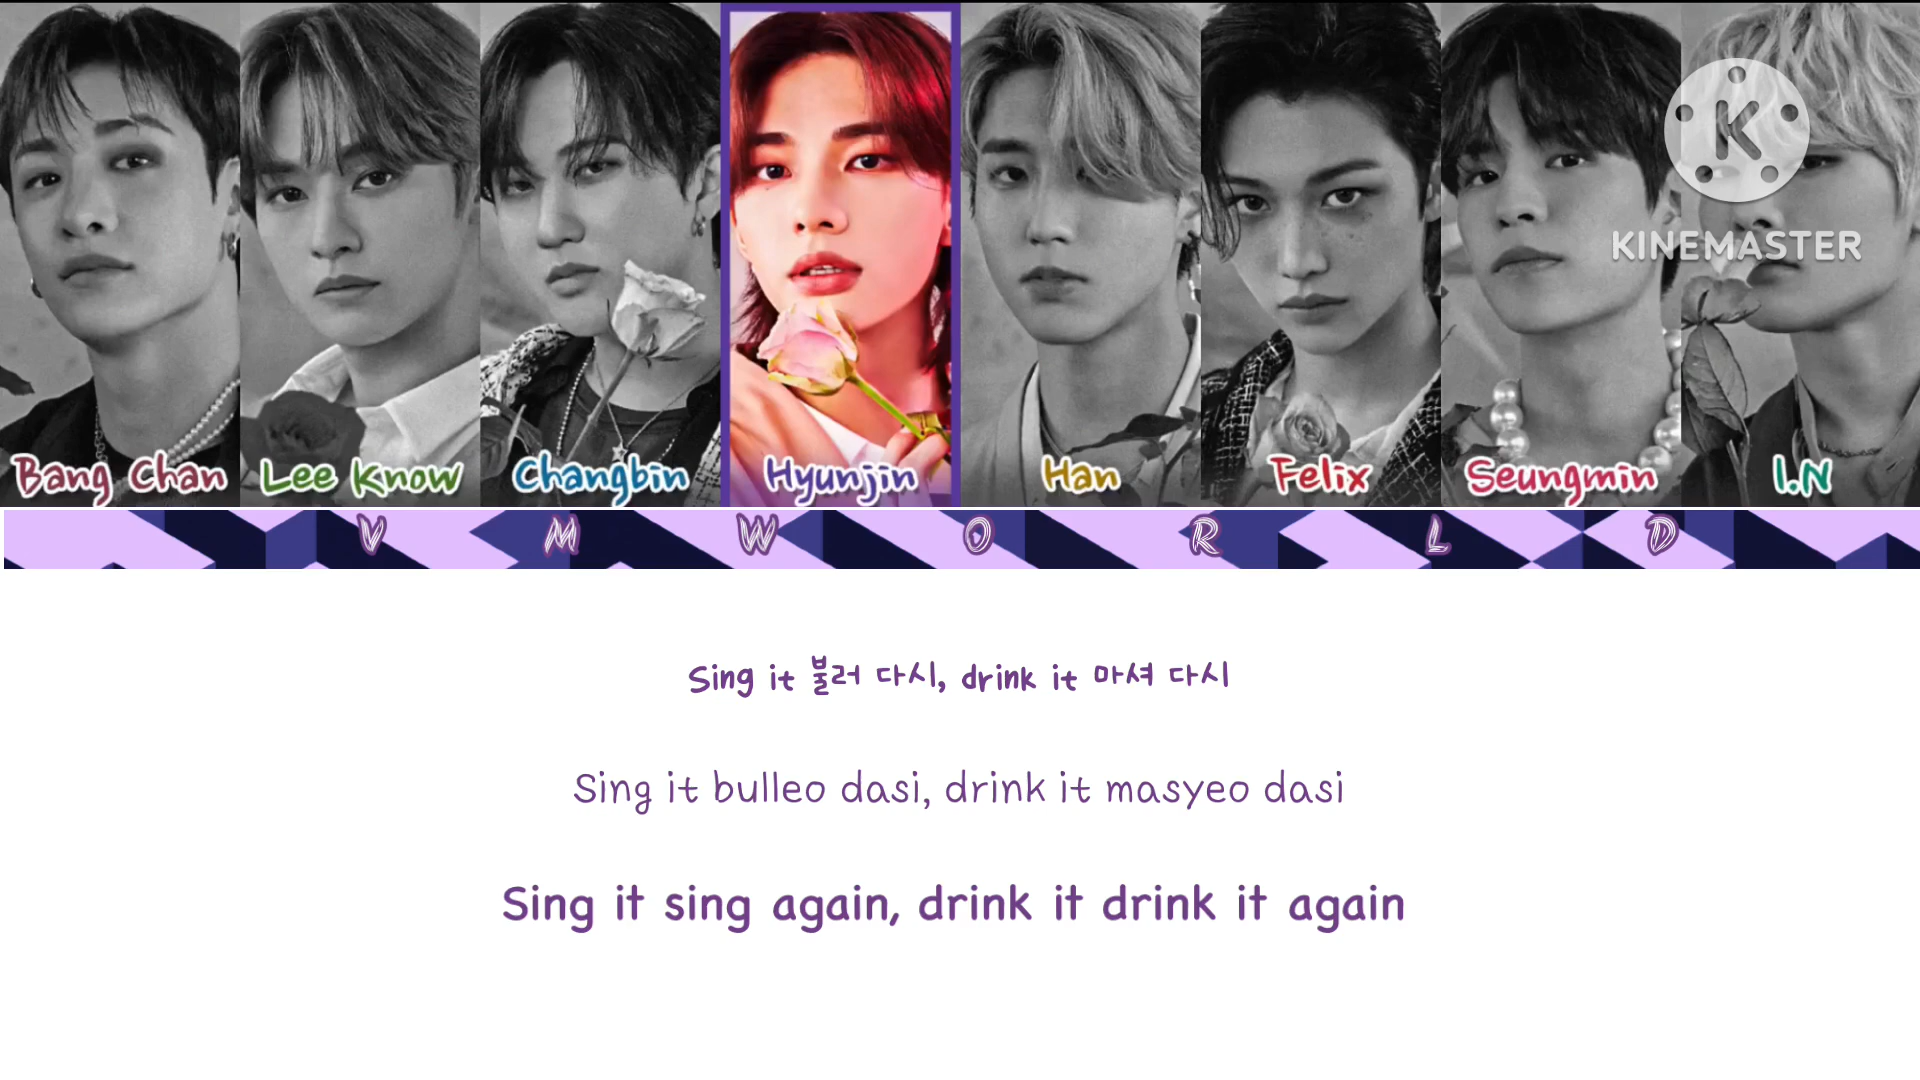 K
KINEMASTER
Bang Chan Lee Know Changbin Hyunjin Han Felix Seungmin I.N
V M W O R L D
Sing it 불러 다시, drink it 마셔 다시
Sing it bulleo dasi, drink it masyeo dasi
Sing it sing again, drink it drink it again